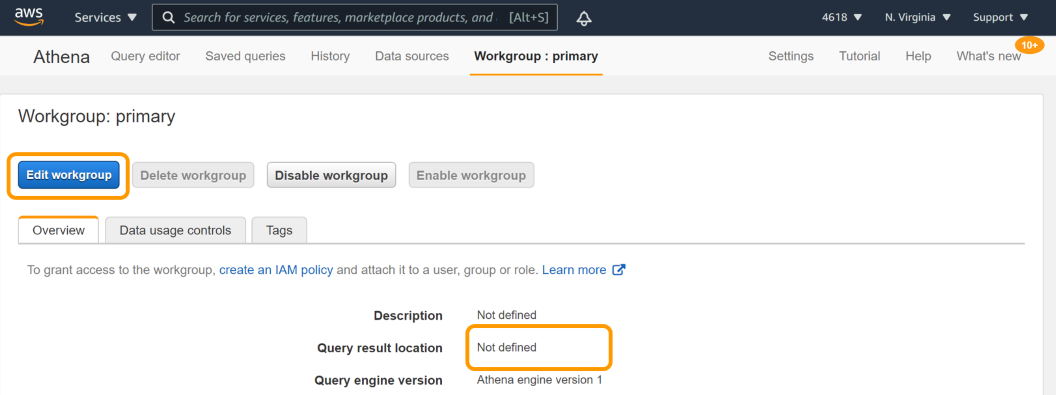 aws Services Search for services, features, marketplace products, and [Alt+S] 4618 N. Virginia Support
Athena Query editor Saved queries History Data sources Workgroup : primary Settings Tutorial Help What's new 10+
Workgroup: primary
Edit workgroup Delete workgroup Disable workgroup Enable workgroup
Overview Data usage controls Tags
To grant access to the workgroup, create an IAM policy and attach it to a user, group or role. Learn more
Description Not defined
Query result location Not defined
Query engine version Athena engine version 1